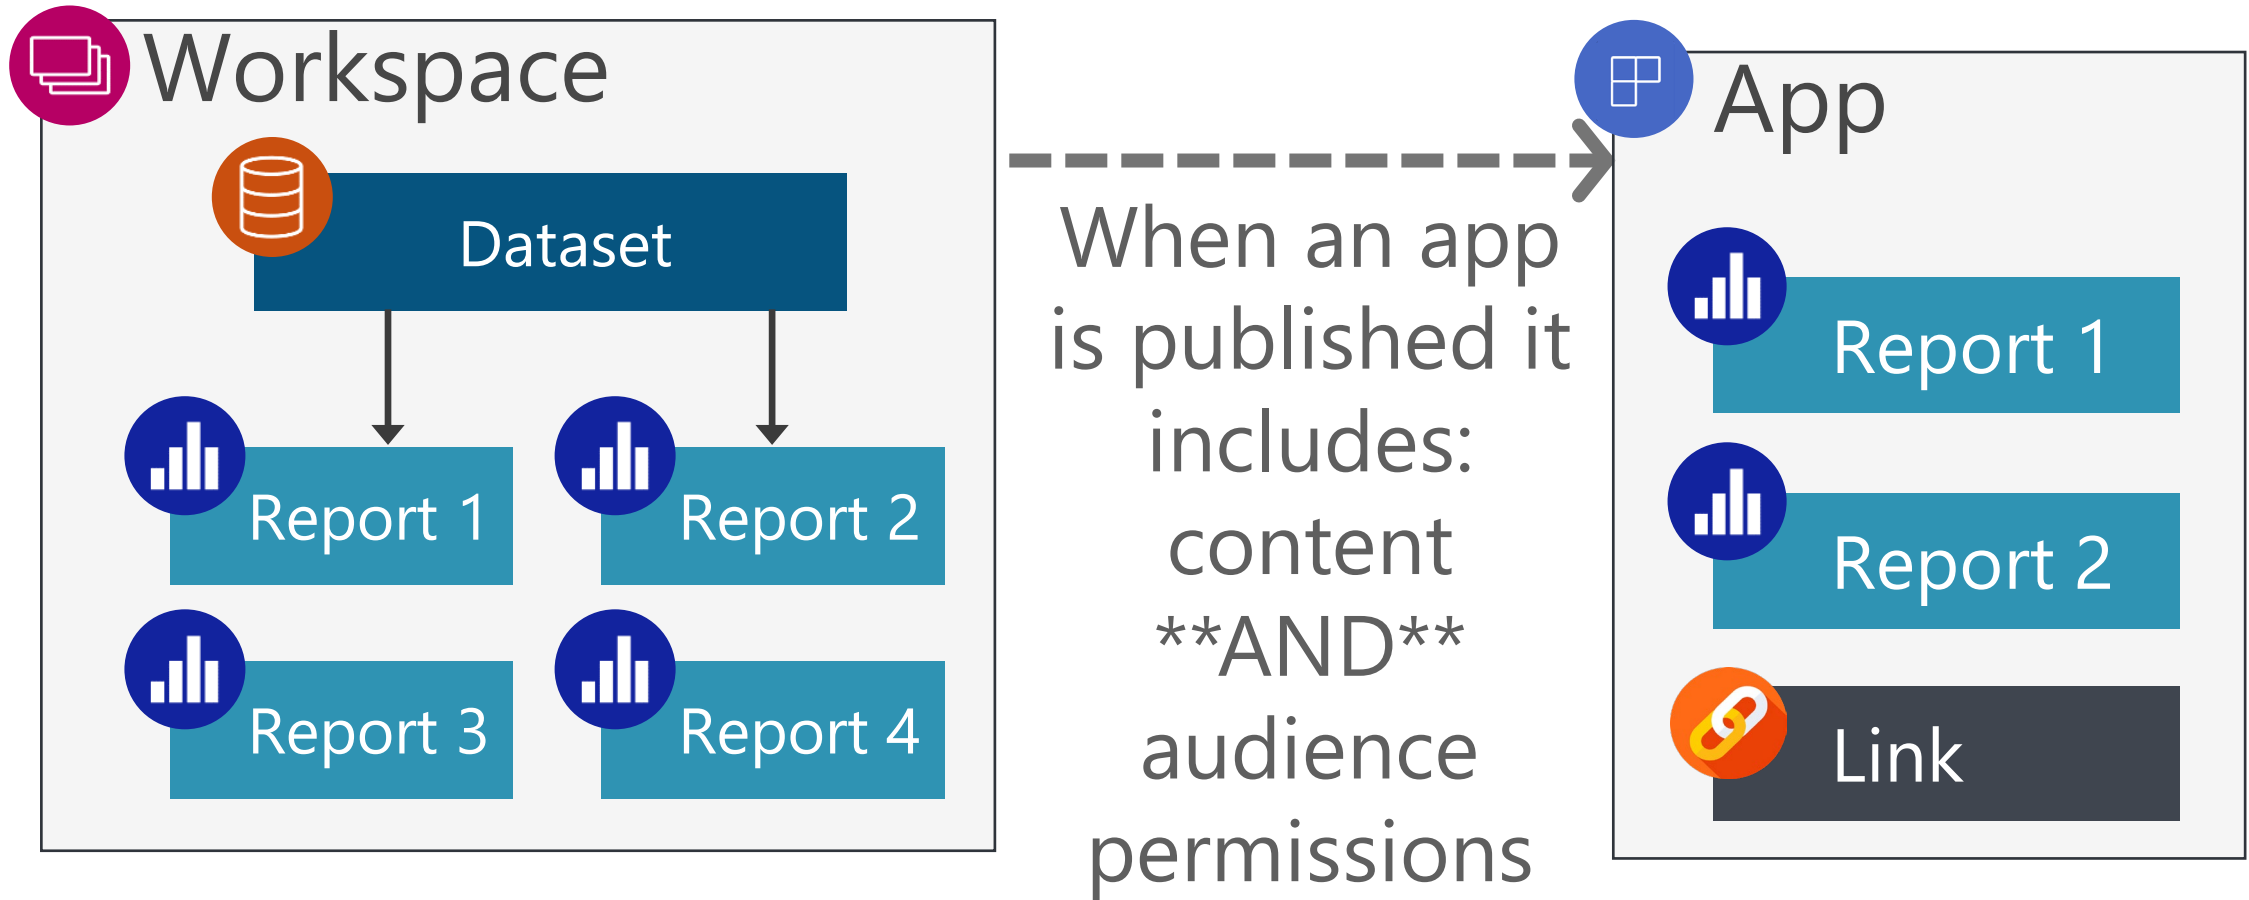 Workspace
Dataset
Report 1
Report 2
Report 3
Report 4
When an app
is published it
includes:
content
**AND**
audience
permissions
App
Report 1
Report 2
Link